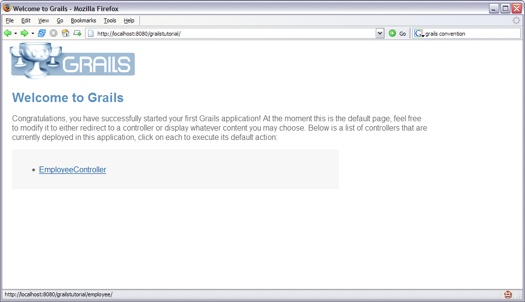 Welcome to Grails - Mozilla Firefox
File Edit View Go Bookmarks Tools Help
http://localhost:8080/grailstutorial/ Go grails convention
GRAILS
Welcome to Grails
Congratulations, you have successfully started your first Grails application! At the moment this is the default page, feel free
to modify it to either redirect to a controller or display whatever content you may choose. Below is a list of controllers that are
currently deployed in this application, click on each to execute its default action:
EmployeeController
http://localhost:8080/grailstutorial/employee/